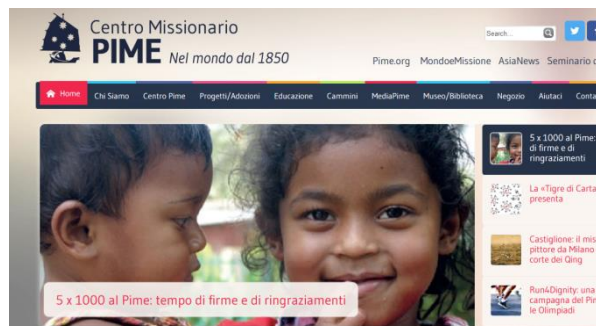 Centro Missionario
PIME Nel mondo dal 1850
Search...
Pime.org MondoeMissione AsiaNews Seminario
Home Chi Siamo Centro Pime Progetti/Adozioni Educazione Cammini MediaPime Museo/Biblioteca Negozio Aiutaci
5 x 1000 al Pime: tempo di firme e di ringraziamenti
5 x 1000 al Pime:
di firme e di
ringraziamenti
La «Tigre di Carta
presenta
Castiglione: il
pittore da Milano
corte dei Qing
Run4Dignity: una
campagna del
le Olimpiadi